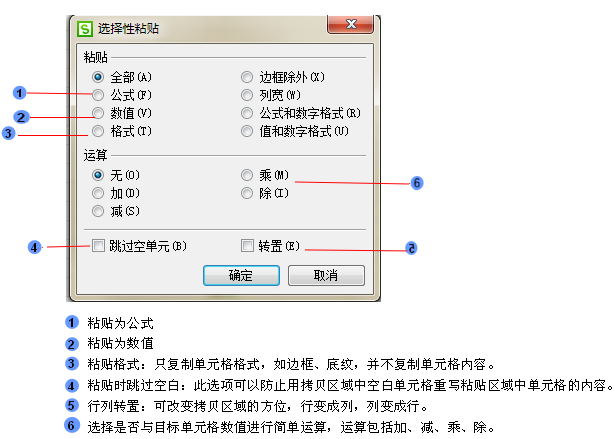 选择性粘贴
粘贴
全部(A) 边框除外(X)
1 公式(F) 列宽(W)
2 数值(V) 公式和数字格式(R)
3 格式(T) 值和数字格式(U)
运算
无(O) 乘(M) 6
加(D) 除(I)
减(S)
4 跳过空单元(B) 转置(E) 5
确定 取消
1 粘贴为公式
2 粘贴为数值
3 粘贴格式：只复制单元格格式，如边框、底纹，并不复制单元格内容。
4 粘贴时跳过空白：此选项可以防止用拷贝区域中空白单元格重写粘贴区域中单元格的内容。
5 行列转置：可改变拷贝区域的方位，行变成列，列变成行。
6 选择是否与目标单元格数值进行简单运算，运算包括加、减、乘、除。